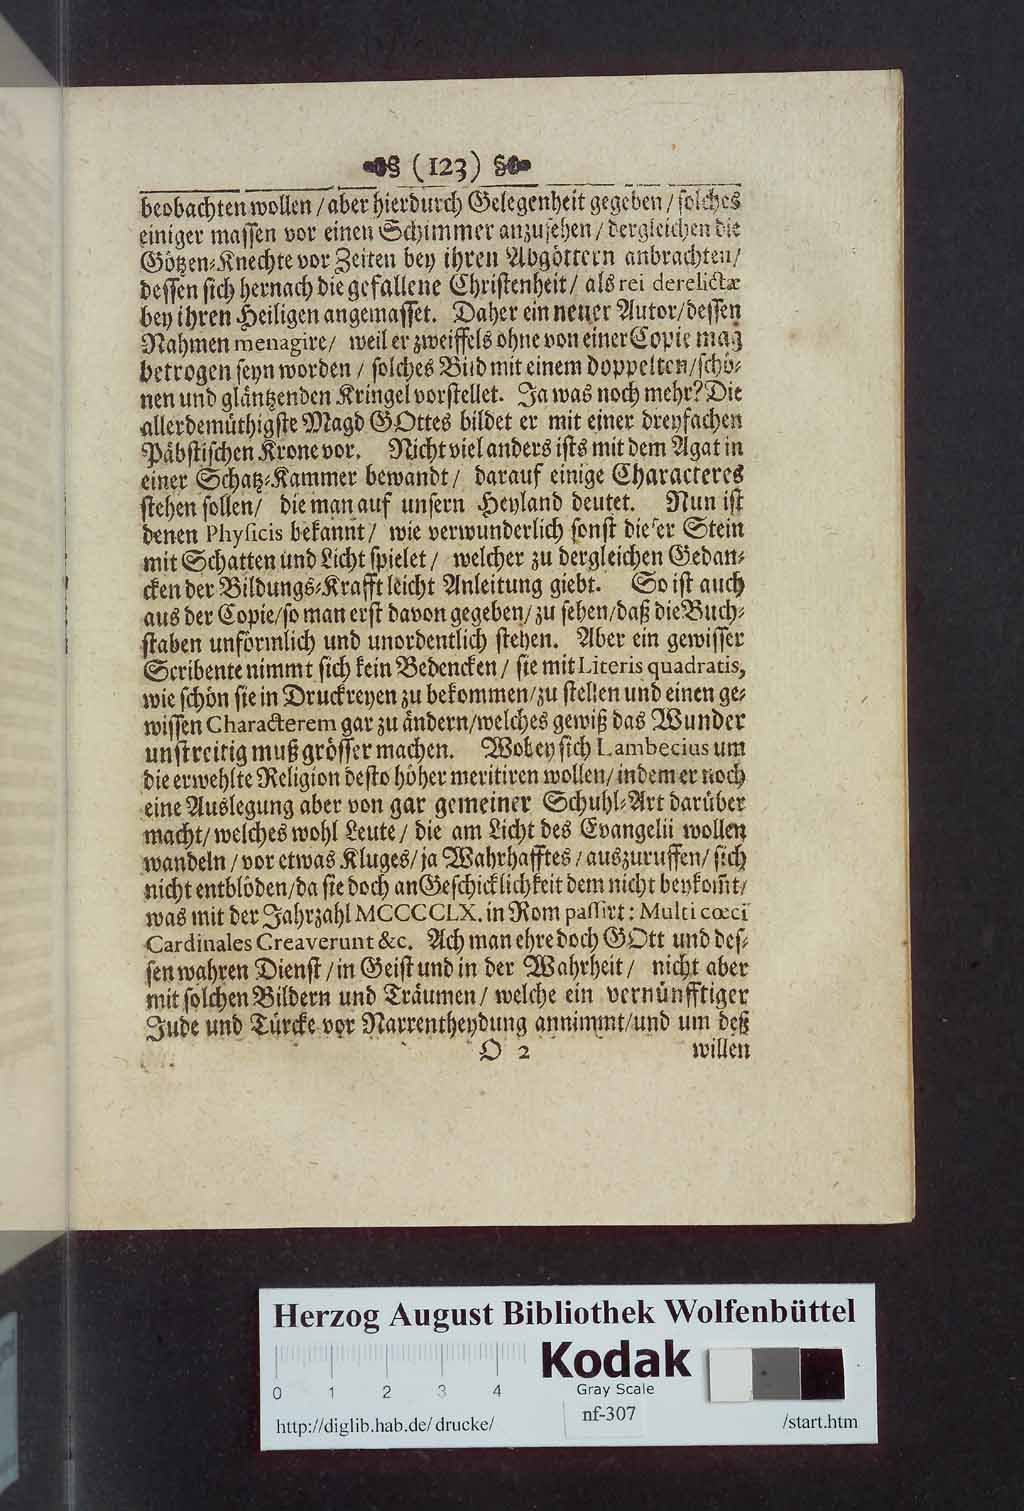 (123)
beobachten wollen / aber hierdurch Gelegenheit gegeben / solches
einiger massen vor einen Schimmer anzusehen / dergleichen die
Götzen-Knechte vor Zeiten bey ihren Abgöttern anbrachten /
dessen sich hernach die gefallene Christenheit / als rei derelictæ
bey ihren Heiligen angemasset. Daher ein neuer Autor / dessen
Nahmen menagire / weil er zweiffels ohne von einer Copie mag
betrogen seyn worden / solches Bild mit einem doppelten / schö-
nen und gläntzenden Kringel vorstellet. Ja was noch mehr? Die
allerdemüthigste Magd GOttes bildet er mit einer dreyfachen
Päbstischen Krone vor. Nicht viel anders ists mit dem Agat in
einer Schatz-Kammer bewandt / darauf einige Characteres
stehen sollen / die man auf unsern Heyland deutet. Nun ist
denen Physicis bekannt / wie verwunderlich sonst dieser Stein
mit Schatten und Licht spielet / welcher zu dergleichen Gedan-
cken der Bildungs-Krafft leicht Anleitung giebt. So ist auch
aus der Copie / so man erst davon gegeben / zu sehen / daß die Buch-
staben unförmlich und unordentlich stehen. Aber ein gewisser
Scribente nimmt sich kein Bedencken / sie mit Literis quadratis,
wie schön sie in Druckreyen zu bekommen / zu stellen und einen ge-
wissen Characterem gar zu ändern / welches gewiß das Wunder
unstreitig muß grösser machen. Wobey sich Lambecius um
die erwehlte Religion desto höher meritiren wollen / indem er noch
eine Auslegung aber von gar gemeiner Schuhl-Art darüber
macht / welches wohl Leute / die am Licht des Evangelii wollen
wandeln / vor etwas Kluges / ja Wahrhafftes / auszuruffen / sich
nicht entblöden / da sie doch an Geschicklichkeit dem nicht beykom̃t /
was mit der Jahrzahl MCCCCLX. in Rom passirt: Multi cœci
Cardinales Creaverunt &c. Ach man ehre doch GOtt und des-
sen wahren Dienst / in Geist und in der Wahrheit / nicht aber
mit solchen Bildern und Träumen / welche ein vernünfftiger
Jude und Türcke vor Narrentheydung annimmt / und um deß
Q 2 willen
Herzog August Bibliothek Wolfenbüttel
0 1 2 3 4
Kodak
Gray Scale
nf-307
http://diglib.hab.de/drucke/ /start.htm